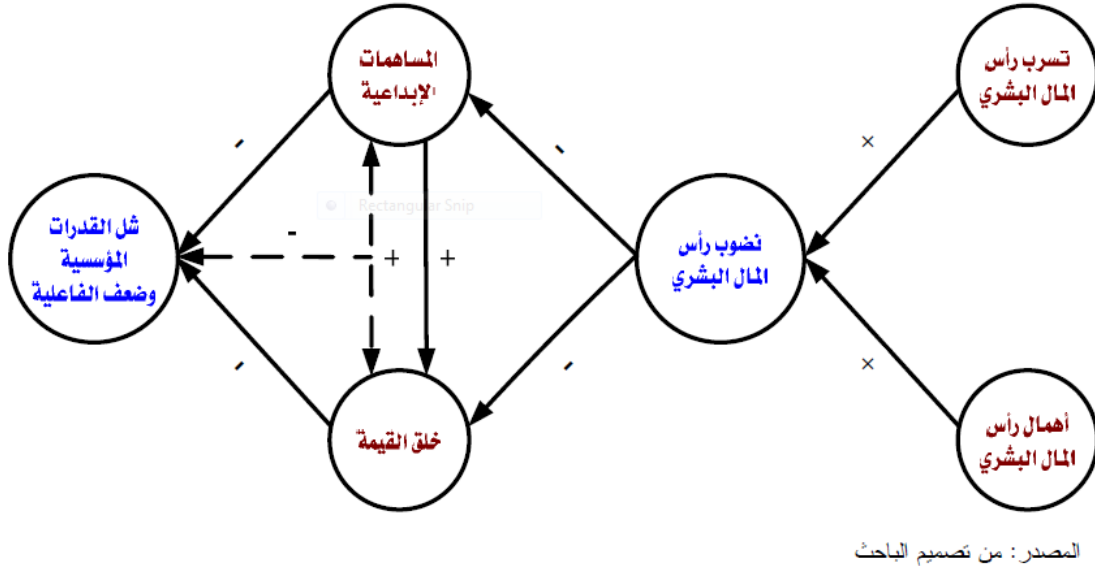 تسرب رأس
المال البشري
×
أهمال رأس
المال البشري
×
نضوب رأس
المال البشري
-
-
المساهمات
الإبداعية
+
+
خلق القيمة
-
-
-
شل القدرات
المؤسسية
وضعف الفاعلية
Rectangular Snip
المصدر: من تصميم الباحث